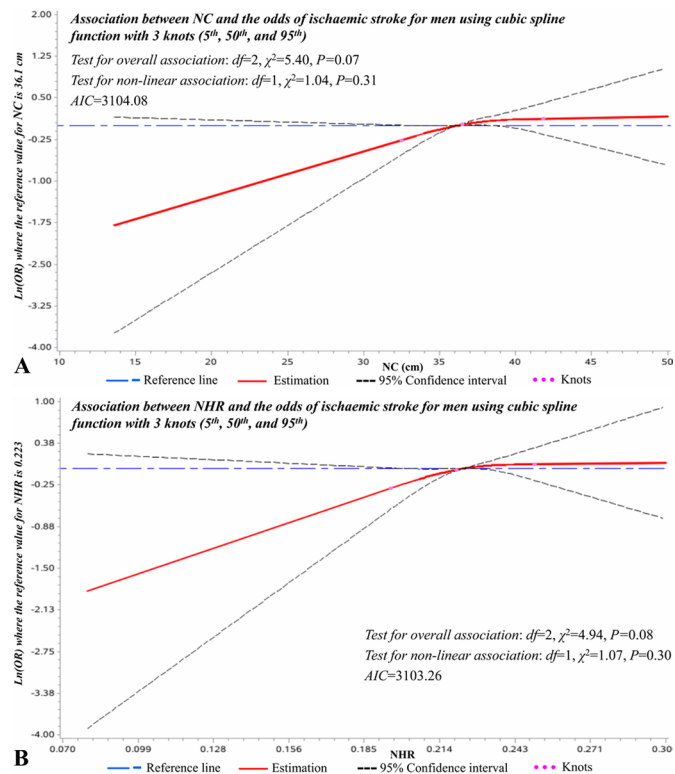 Association between NC and the odds of ischaemic stroke for men using cubic spline
function with 3 knots (5th, 50th, and 95th)
Test for overall association: df=2, χ²=5.40, P=0.07
Test for non-linear association: df=1, χ²=1.04, P=0.31
AIC=3104.08
Ln(OR) where the reference value for NC is 36.1 cm
2.00
1.25
0.50
-0.25
-1.00
-1.75
-2.50
-3.25
-4.00
10 15 20 25 30 35 40 45 50
A
NC (cm)
Reference line Estimation 95% Confidence interval Knots
Association between NHR and the odds of ischaemic stroke for men using cubic spline
function with 3 knots (5th, 50th, and 95th)
Ln(OR) where the reference value for NHR is 0.223
1.00
0.38
-0.25
-0.88
-1.50
-2.13
-2.75
-3.38
-4.00
Test for overall association: df=2, χ²=4.94, P=0.08
Test for non-linear association: df=1, χ²=1.07, P=0.30
AIC=3103.26
0.070 0.099 0.128 0.156 0.185 0.214 0.243 0.271 0.30
B
NHR
Reference line Estimation 95% Confidence interval Knots